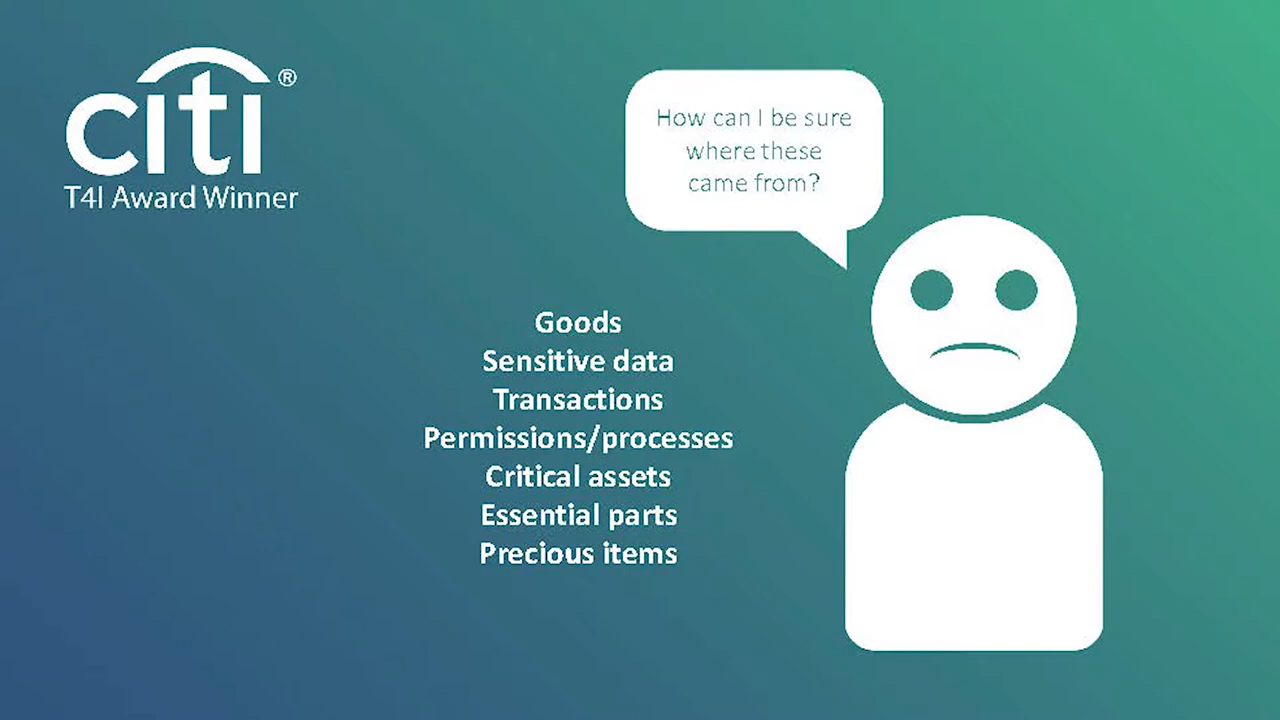 citi®
T4I Award Winner
How can I be sure
where these
came from?
Goods
Sensitive data
Transactions
Permissions/processes
Critical assets
Essential parts
Precious items